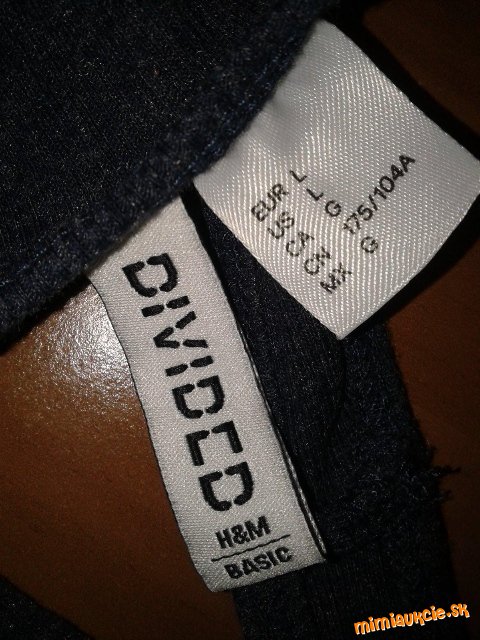 EUR L
US L
CA G
CN 175/104A
MX G
DIVIDED
H&M
BASIC
mimiaukcie.sk